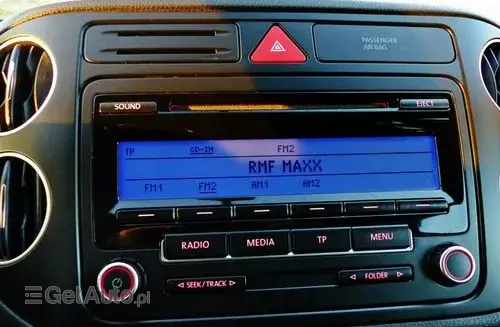 PASSENGER
AIR BAG
SOUND
EJECT
TP CD-IN FM2
RMF MAXX
FM1 FM2 AM1 AM2
RADIO MEDIA TP MENU
SEEK/TRACK FOLDER
GetAuto.pl